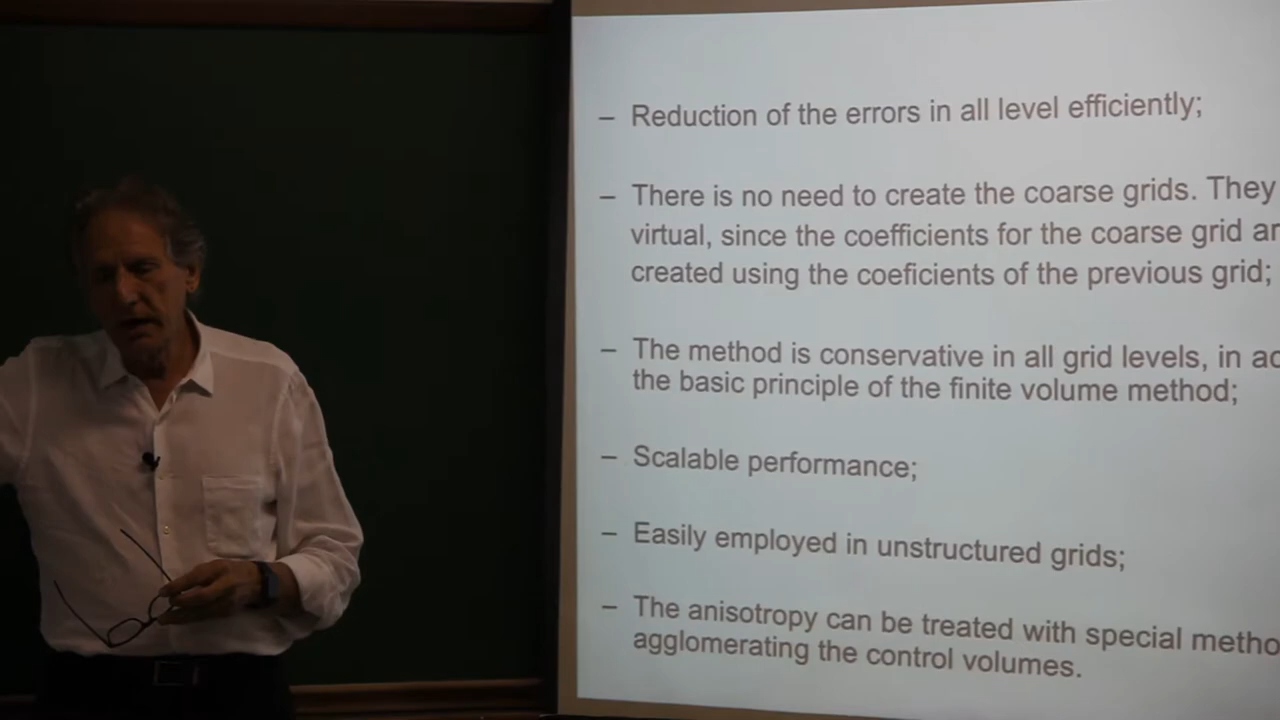 – Reduction of the errors in all level efficiently;
– There is no need to create the coarse grids. They
virtual, since the coefficients for the coarse grid
created using the coeficients of the previous grid;
– The method is conservative in all grid levels, in
the basic principle of the finite volume method;
– Scalable performance;
– Easily employed in unstructured grids;
– The anisotropy can be treated with special
agglomerating the control volumes.